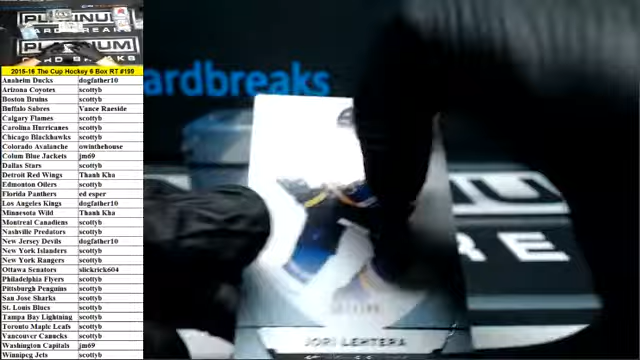 PLATINUM
CARD BREAKS
PLATINUM
CARD BREAKS
ardbreaks
2015-16 The Cup Hockey 6 Box RT #199
Anaheim Ducks dogfather10
Arizona Coyotes scottyb
Boston Bruins scottyb
Buffalo Sabres Vance Raeside
Calgary Flames scottyb
Carolina Hurricanes scottyb
Chicago Blackhawks scottyb
Colorado Avalanche owinthehouse
Colum Blue Jackets jm69
Dallas Stars scottyb
Detroit Red Wings Thanh Kha
Edmonton Oilers scottyb
Florida Panthers ed esper
Los Angeles Kings dogfather10
Minnesota Wild Thanh Kha
Montreal Canadiens scottyb
Nashville Predators scottyb
New Jersey Devils dogfather10
New York Islanders scottyb
New York Rangers scottyb
Ottawa Senators slickrick604
Philadelphia Flyers scottyb
Pittsburgh Penguins scottyb
San Jose Sharks scottyb
St. Louis Blues scottyb
Tampa Bay Lightning scottyb
Toronto Maple Leafs scottyb
Vancouver Canucks scottyb
Washington Capitals jm69
Winnipeg Jets scottyb
JORI LEHTERA